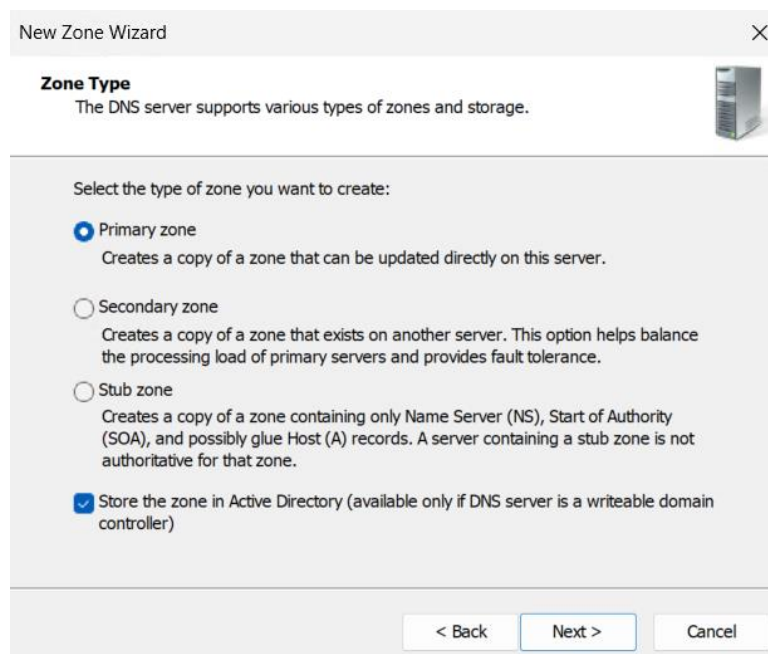 New Zone Wizard
Zone Type
The DNS server supports various types of zones and storage.
Select the type of zone you want to create:
Primary zone
Creates a copy of a zone that can be updated directly on this server.
Secondary zone
Creates a copy of a zone that exists on another server. This option helps balance
the processing load of primary servers and provides fault tolerance.
Stub zone
Creates a copy of a zone containing only Name Server (NS), Start of Authority
(SOA), and possibly glue Host (A) records. A server containing a stub zone is not
authoritative for that zone.
Store the zone in Active Directory (available only if DNS server is a writeable domain
controller)
< Back Next > Cancel